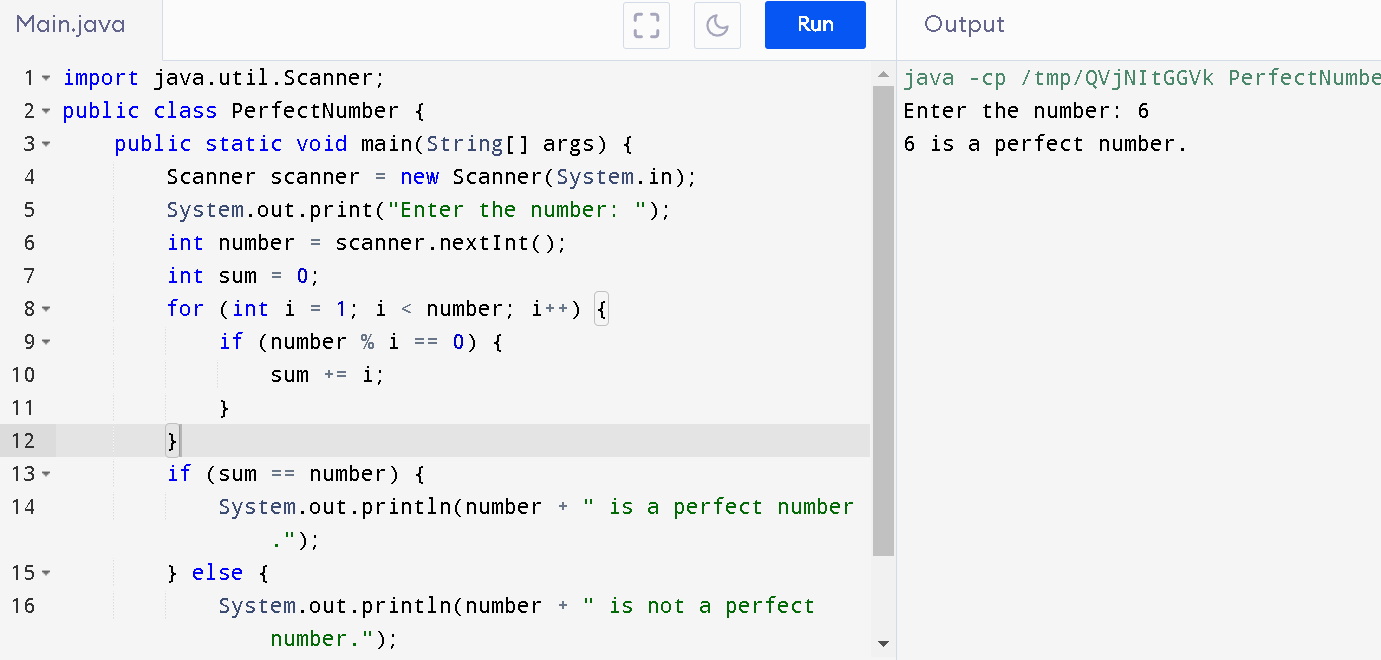 Main.java
Run
Output
1 import java.util.Scanner;
2 public class PerfectNumber {
3 public static void main(String[] args) {
4 Scanner scanner = new Scanner(System.in);
5 System.out.print("Enter the number: ");
6 int number = scanner.nextInt();
7 int sum = 0;
8 for (int i = 1; i < number; i++) {
9 if (number % i == 0) {
10 sum += i;
11 }
12 }
13 if (sum == number) {
14 System.out.println(number + " is a perfect number
.");
15 } else {
16 System.out.println(number + " is not a perfect
number.");
java -cp /tmp/QVjNItGGVk PerfectNumbe
Enter the number: 6
6 is a perfect number.